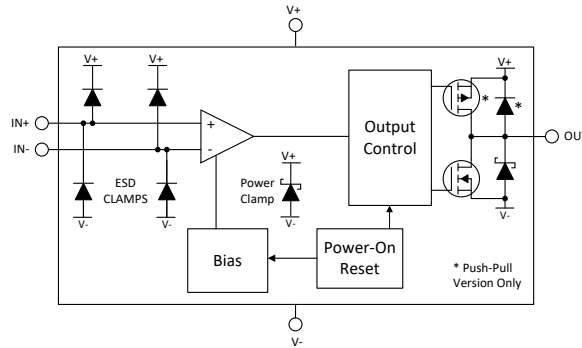 V+
V+
V+
V+
*
*
IN+
IN-
+
-
Output
Control
OUT
ESD
CLAMPS
Power
Clamp
V+
V-
V-
V-
V-
Bias
Power-On
Reset
* Push-Pull
Version Only
V-